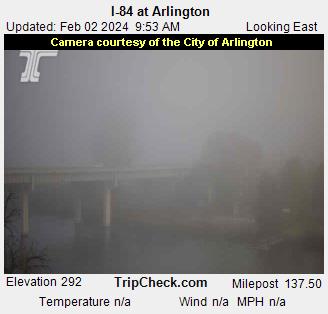 I-84 at Arlington
Updated: Feb 02 2024 9:53 AM Looking East
Camera courtesy of the City of Arlington
Elevation 292 TripCheck.com Milepost 137.50
Temperature n/a Wind n/a MPH n/a